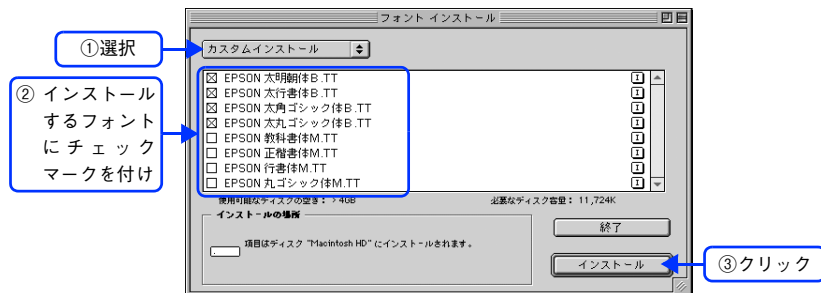 フォント インストール
①選択
カスタムインストール
② インストール
するフォント
にチェック
マークを付け
EPSON 太明朝体B.TT
EPSON 太行書体B.TT
EPSON 太角ゴシック体B.TT
EPSON 太丸ゴシック体B.TT
EPSON 教科書体M.TT
EPSON 正楷書体M.TT
EPSON 行書体M.TT
EPSON 丸ゴシック体M.TT
使用可能なディスクの空き： > 4GB
必要なディスク容量： 11,724K
インストールの場所
項目はディスク "Macintosh HD" にインストールされます。
終了
インストール
③クリック